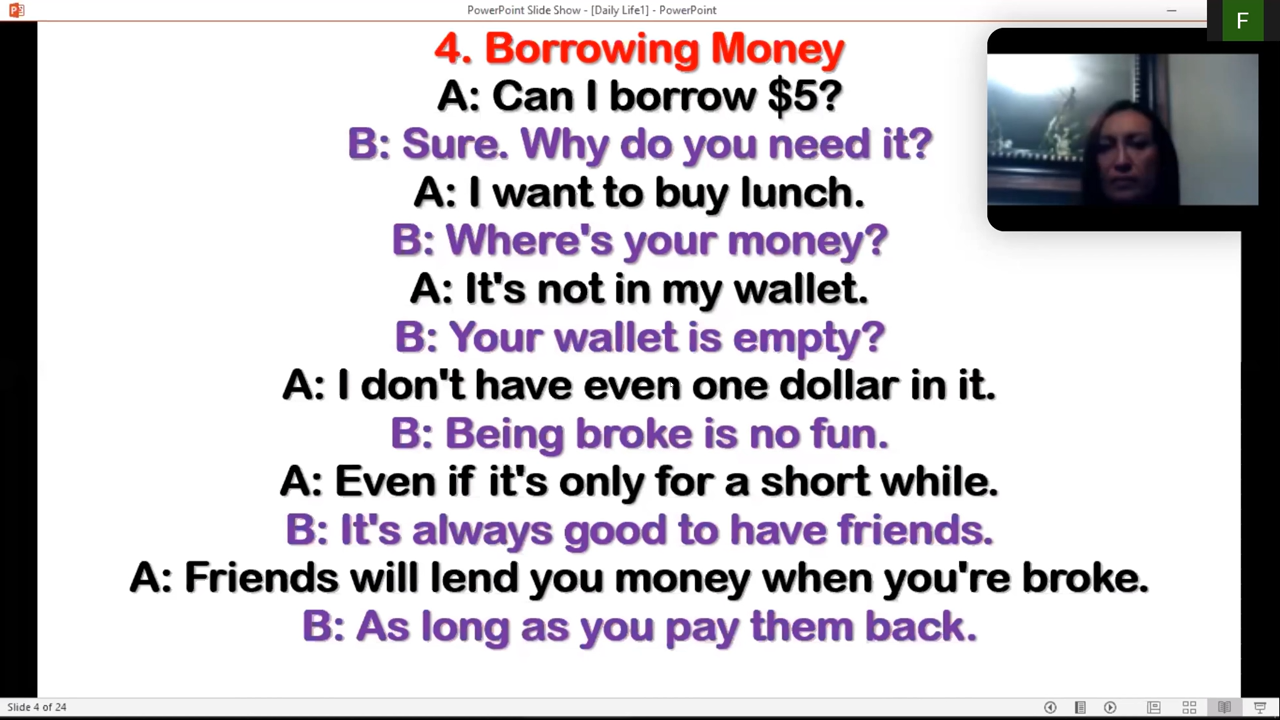 PowerPoint Slide Show - [Daily Life1] - PowerPoint
F
4. Borrowing Money
A: Can I borrow $5?
B: Sure. Why do you need it?
A: I want to buy lunch.
B: Where's your money?
A: It's not in my wallet.
B: Your wallet is empty?
A: I don't have even one dollar in it.
B: Being broke is no fun.
A: Even if it's only for a short while.
B: It's always good to have friends.
A: Friends will lend you money when you're broke.
B: As long as you pay them back.
Slide 4 of 24